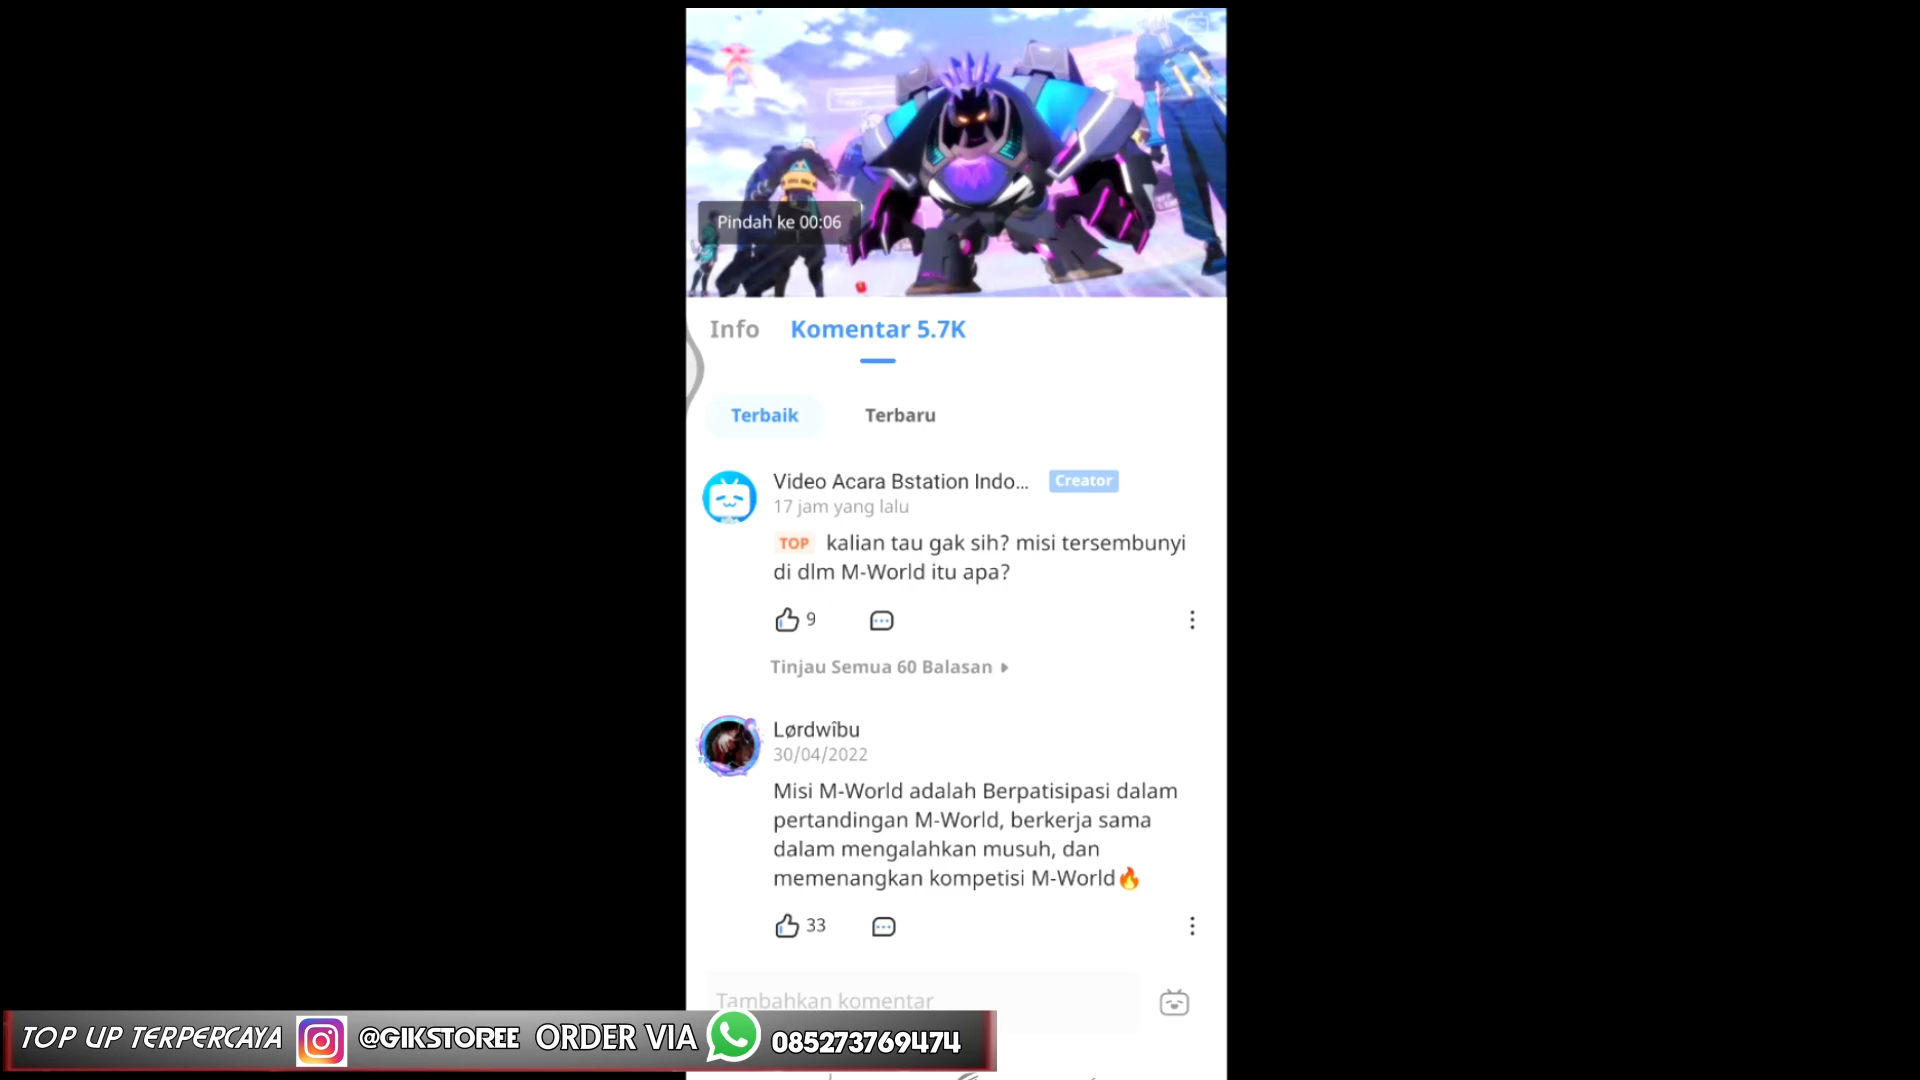 Pindah ke 00:06
Info Komentar 5.7K
Terbaik Terbaru
Video Acara Bstation Indo... Creator
17 jam yang lalu
TOP kalian tau gak sih? misi tersembunyi
di dlm M-World itu apa?
9
Tinjau Semua 60 Balasan
Lørdwîbu
30/04/2022
Misi M-World adalah Berpatisipasi dalam
pertandingan M-World, berkerja sama
dalam mengalahkan musuh, dan
memenangkan kompetisi M-World🔥
33
Tambahkan komentar
TOP UP TERPERCAYA @GIKSTOREE ORDER VIA 085273769474